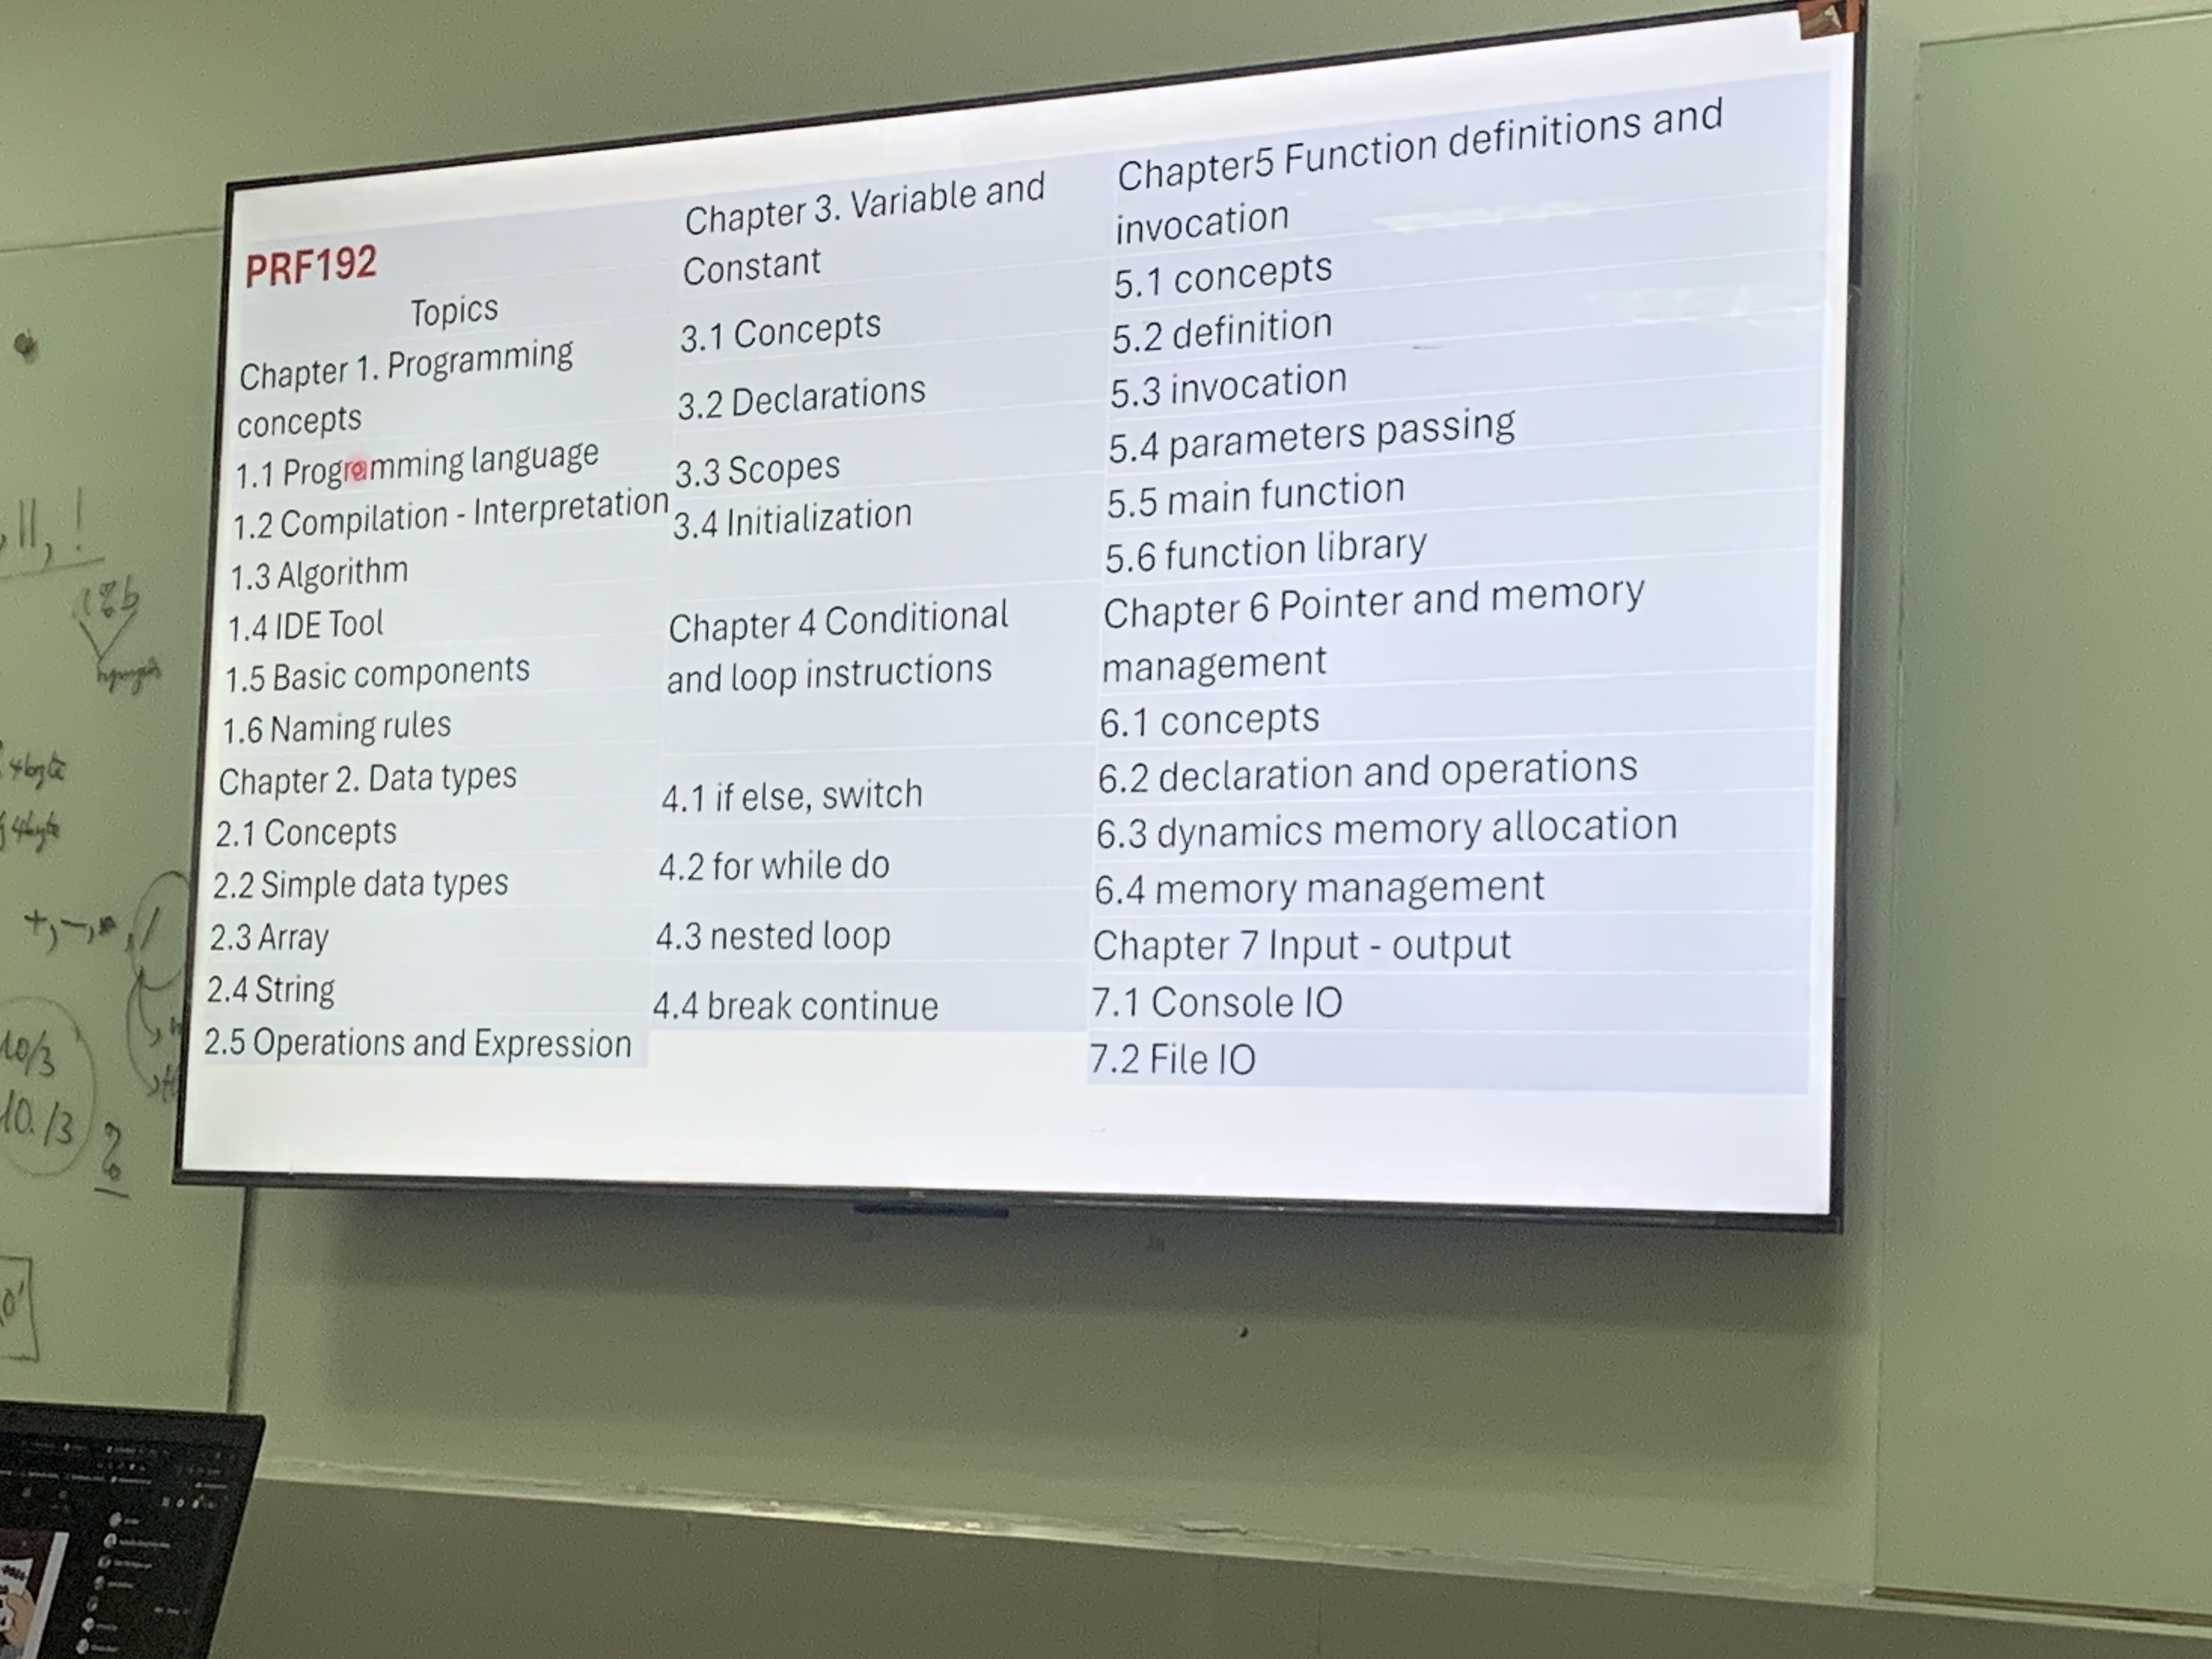 PRF192
Topics
Chapter 1. Programming
concepts
1.1 Programming language
1.2 Compilation - Interpretation
1.3 Algorithm
1.4 IDE Tool
1.5 Basic components
1.6 Naming rules
Chapter 2. Data types
2.1 Concepts
2.2 Simple data types
2.3 Array
2.4 String
2.5 Operations and Expression
Chapter 3. Variable and
Constant
3.1 Concepts
3.2 Declarations
3.3 Scopes
3.4 Initialization
Chapter 4 Conditional
and loop instructions
4.1 if else, switch
4.2 for while do
4.3 nested loop
4.4 break continue
Chapter5 Function definitions and
invocation
5.1 concepts
5.2 definition
5.3 invocation
5.4 parameters passing
5.5 main function
5.6 function library
Chapter 6 Pointer and memory
management
6.1 concepts
6.2 declaration and operations
6.3 dynamics memory allocation
6.4 memory management
Chapter 7 Input - output
7.1 Console IO
7.2 File IO
, ||, !
4byte
4byte
+, -, *, /
10/3
10. /3